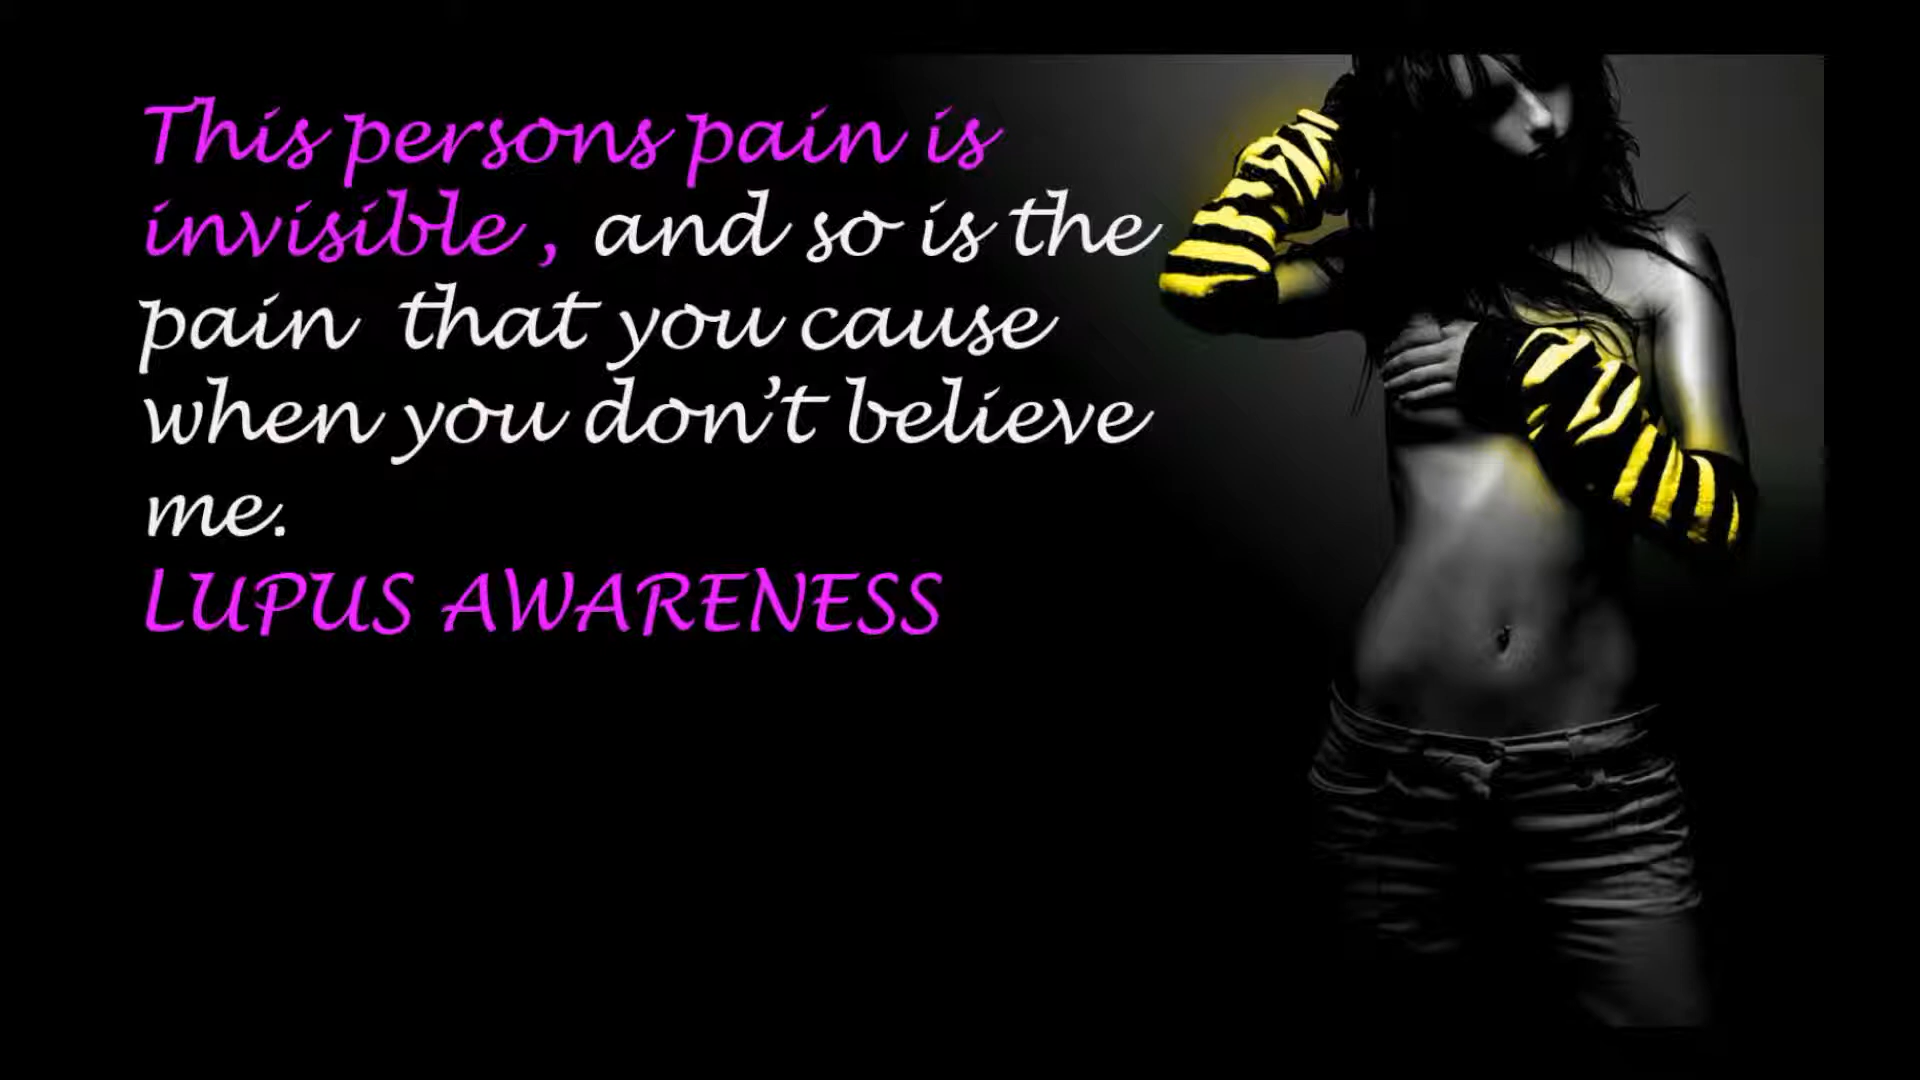 This persons pain is
invisible , and so is the
pain that you cause
when you don’t believe
me.
LUPUS AWARENESS